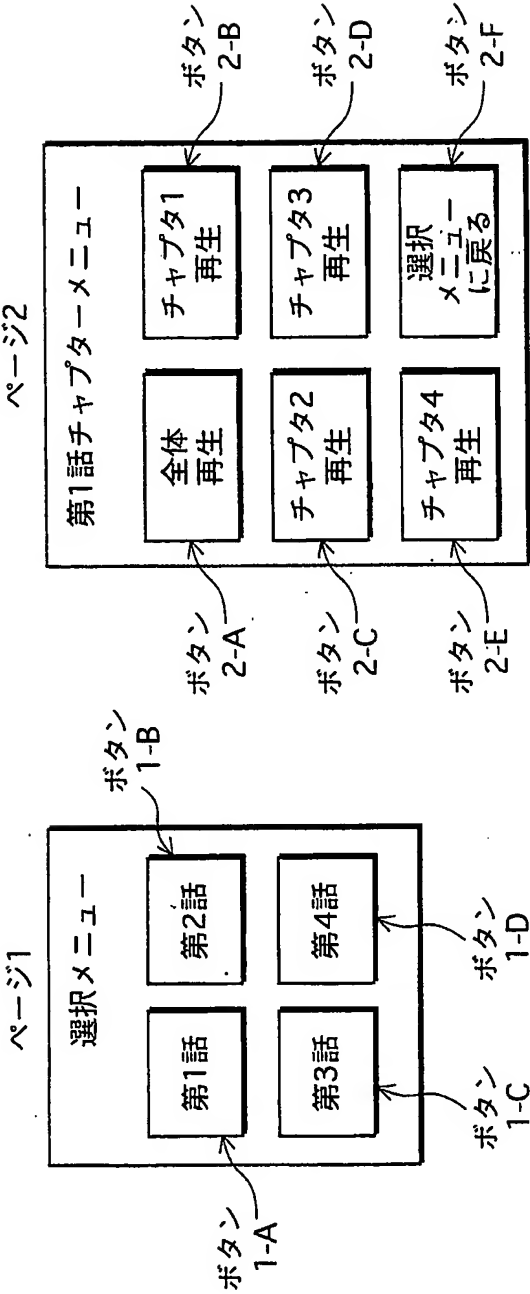 ページ1
選択メニュー
第1話
第2話
第3話
第4話
ボタン
1-A
ボタン
1-B
ボタン
1-C
ボタン
1-D
ページ2
第1話チャプターメニュー
全体
再生
チャプタ1
再生
チャプタ2
再生
チャプタ3
再生
チャプタ4
再生
選択
メニュー
に戻る
ボタン
2-A
ボタン
2-B
ボタン
2-C
ボタン
2-D
ボタン
2-E
ボタン
2-F